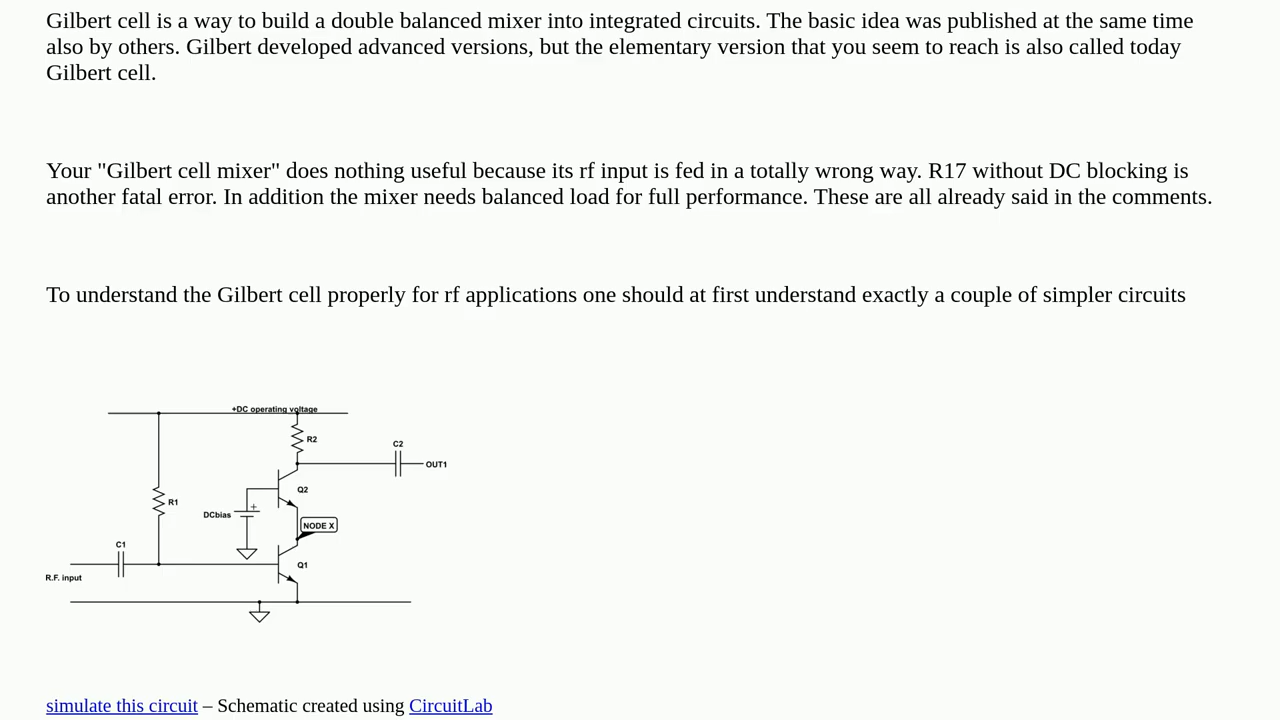 Gilbert cell is a way to build a double balanced mixer into integrated circuits. The basic idea was published at the same time
also by others. Gilbert developed advanced versions, but the elementary version that you seem to reach is also called today
Gilbert cell.
Your "Gilbert cell mixer" does nothing useful because its rf input is fed in a totally wrong way. R17 without DC blocking is
another fatal error. In addition the mixer needs balanced load for full performance. These are all already said in the comments.
To understand the Gilbert cell properly for rf applications one should at first understand exactly a couple of simpler circuits
+DC operating voltage
R2
C2
OUT1
Q2
R1
DCbias
+
NODE X
C1
Q1
R.F. input
simulate this circuit – Schematic created using CircuitLab